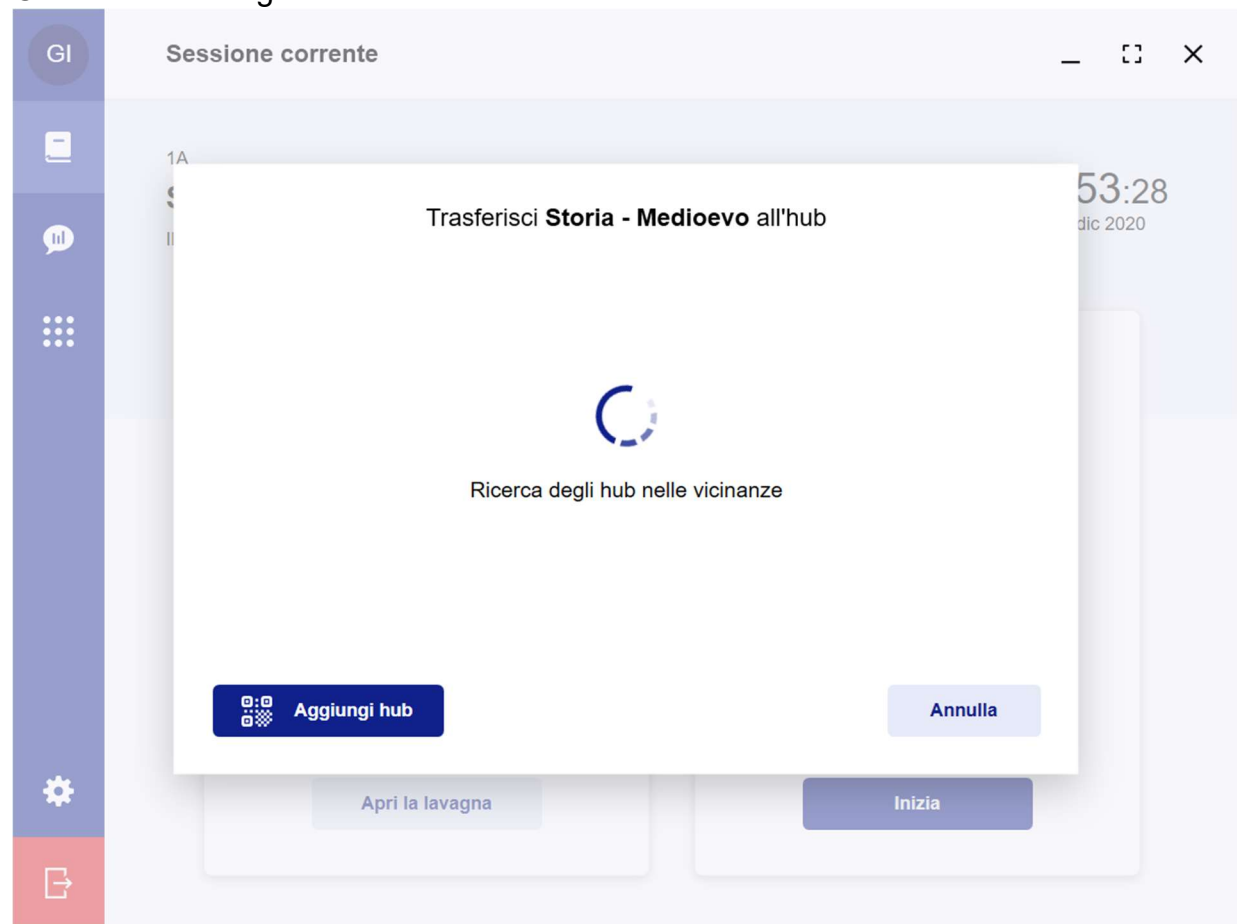 GI
Sessione corrente
1A
Trasferisci Storia - Medioevo all'hub
53:28
dic 2020
Ricerca degli hub nelle vicinanze
Aggiungi hub
Annulla
Apri la lavagna
Inizia